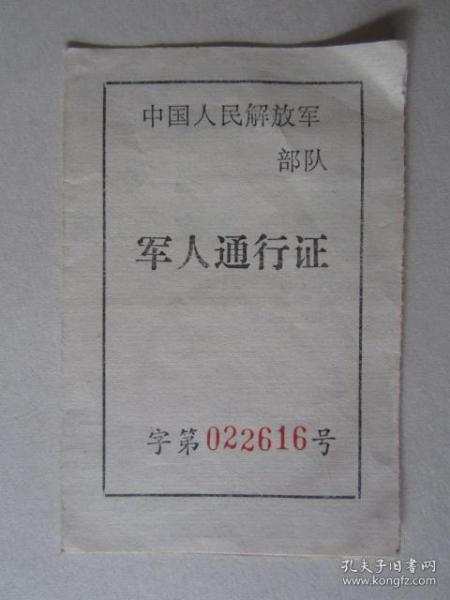 中国人民解放军
部队
军人通行证
字第022616号
孔夫子旧书网
www.kongfz.com